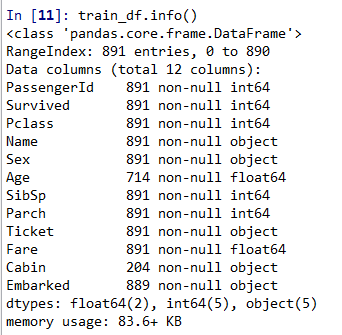 In [11]: train_df.info()
<class 'pandas.core.frame.DataFrame'>
RangeIndex: 891 entries, 0 to 890
Data columns (total 12 columns):
PassengerId    891 non-null int64
Survived       891 non-null int64
Pclass         891 non-null int64
Name           891 non-null object
Sex            891 non-null object
Age            714 non-null float64
SibSp          891 non-null int64
Parch          891 non-null int64
Ticket         891 non-null object
Fare           891 non-null float64
Cabin          204 non-null object
Embarked       889 non-null object
dtypes: float64(2), int64(5), object(5)
memory usage: 83.6+ KB